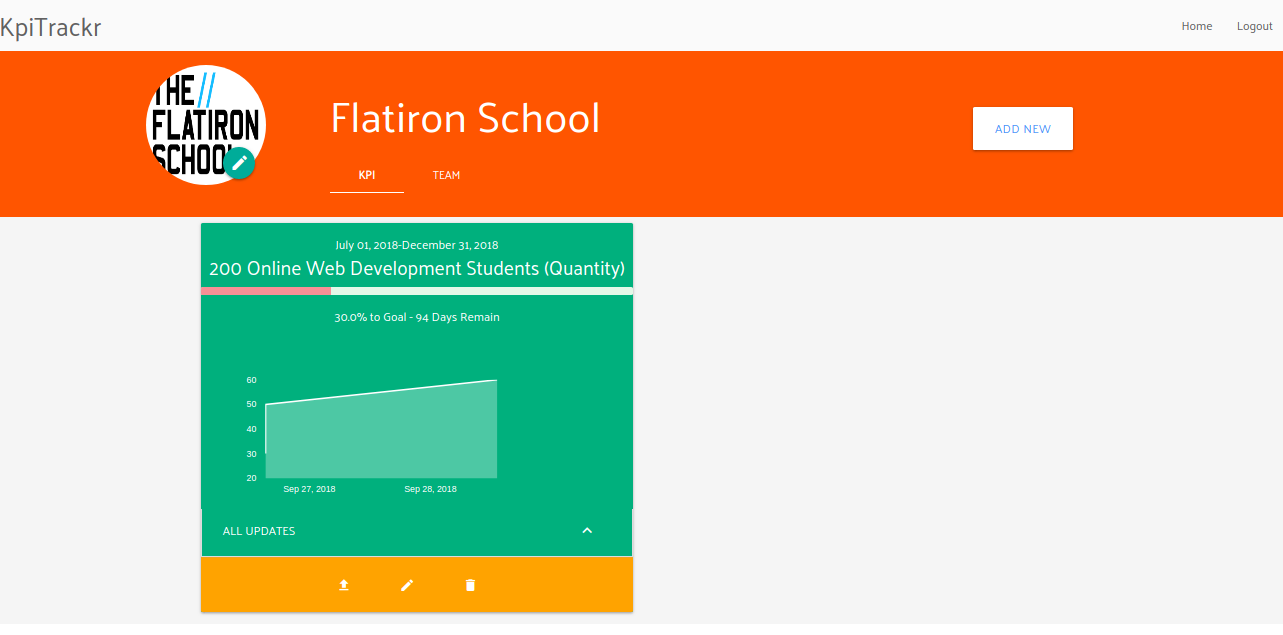 KpiTrackr
Home
Logout
THE //
FLATIRON
SCHOO
Flatiron School
ADD NEW
KPI
TEAM
July 01, 2018-December 31, 2018
200 Online Web Development Students (Quantity)
30.0% to Goal - 94 Days Remain
60
50
40
30
20
Sep 27, 2018
Sep 28, 2018
ALL UPDATES